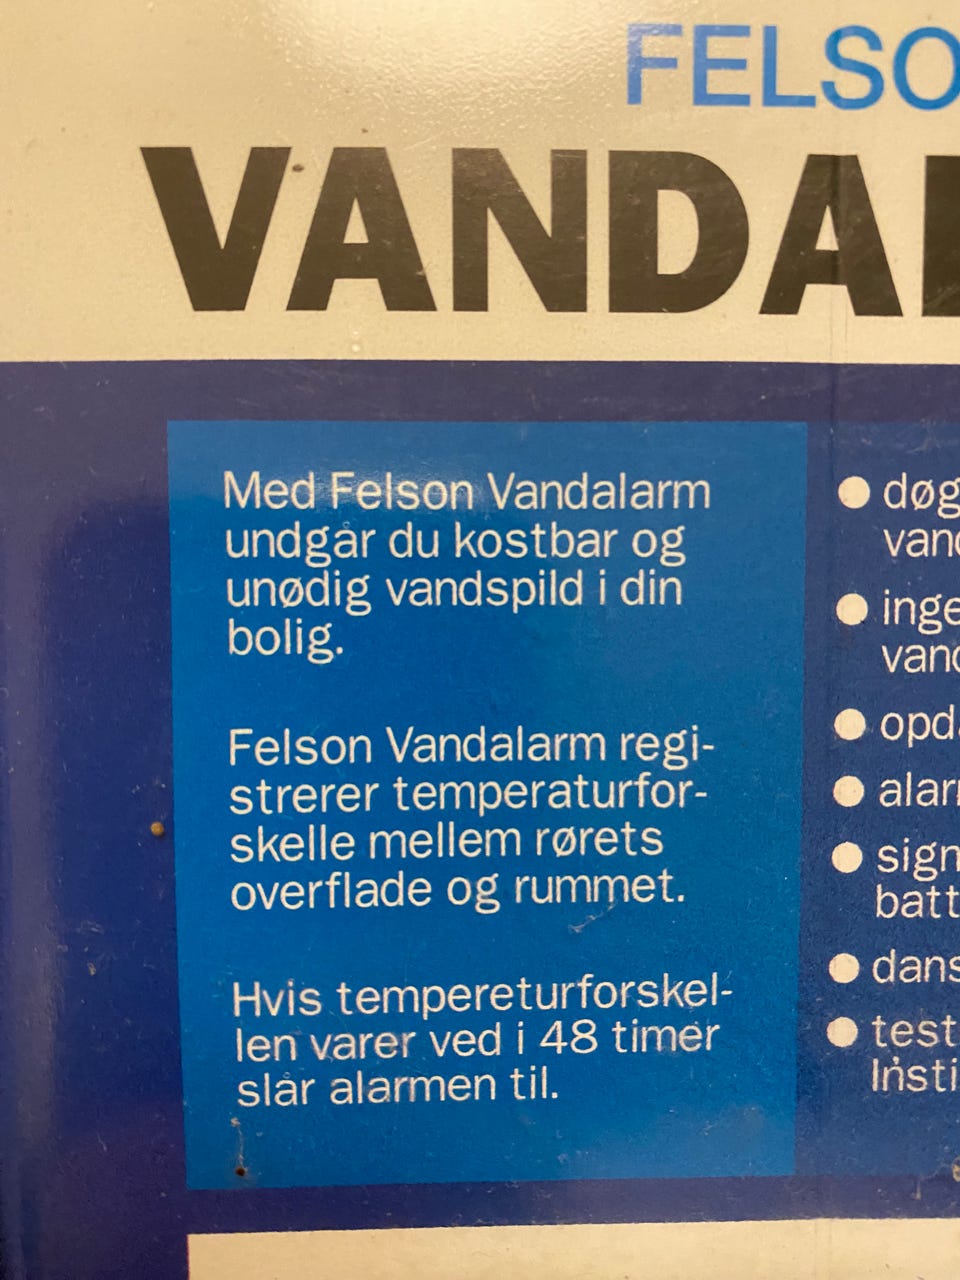 FELSO
VANDA
Med Felson Vandalarm
undgår du kostbar og
unødig vandspild i din
bolig.
Felson Vandalarm regi-
strerer temperaturfor-
skelle mellem rørets
overflade og rummet.
Hvis tempereturforskel-
len varer ved i 48 timer
slår alarmen til.
● døg
vand
● inge
vand
● opd
● alar
● sign
batt
● dans
● test
Insti